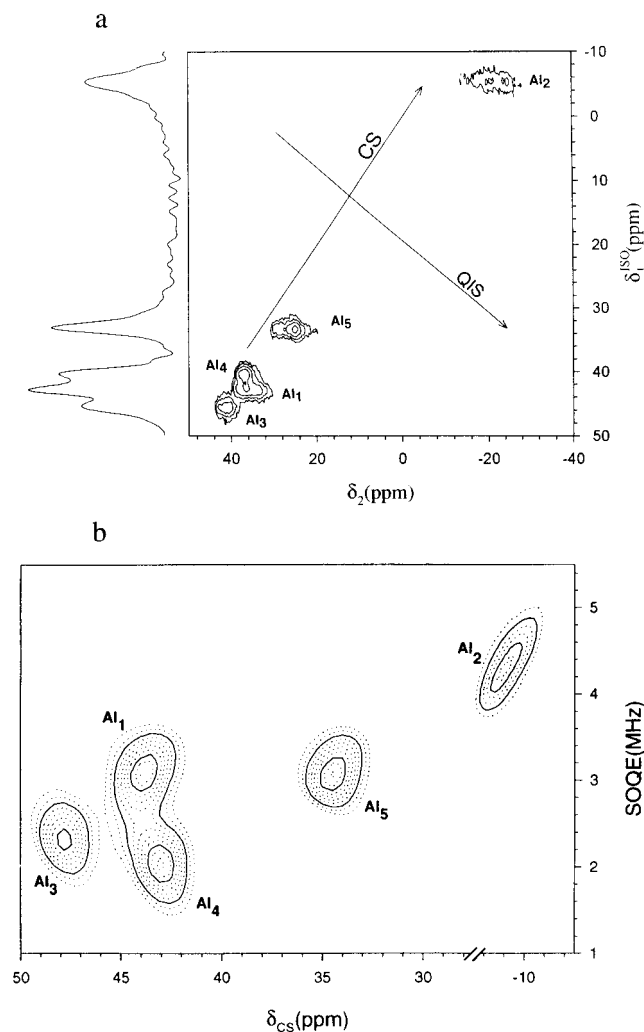 a
-10
0
10
20
30
40
50
δ₁ᴵˢᴼ(ppm)
Al₂
CS
QIS
Al₅
Al₄
Al₁
Al₃
40 20 0 -20 -40
δ₂(ppm)
b
5
4
3
2
1
SOQE(MHz)
Al₂
Al₁
Al₅
Al₃
Al₄
50 45 40 35 30 -10
δCS(ppm)